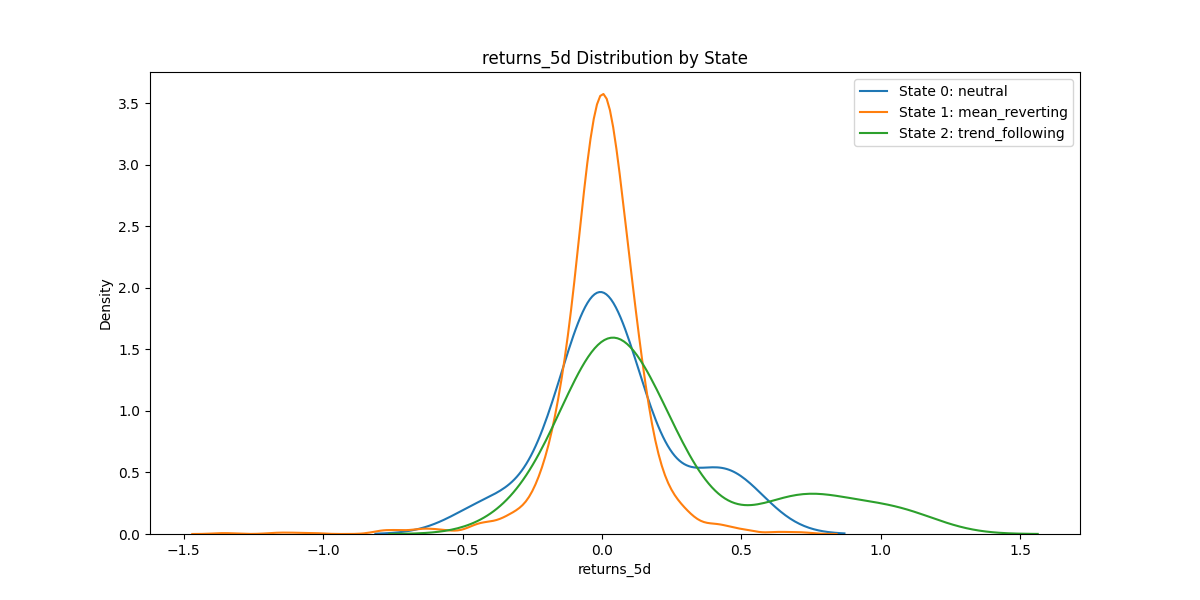 returns_5d Distribution by State
State 0: neutral
State 1: mean_reverting
State 2: trend_following
Density
3.5
3.0
2.5
2.0
1.5
1.0
0.5
0.0
−1.5 −1.0 −0.5 0.0 0.5 1.0 1.5
returns_5d